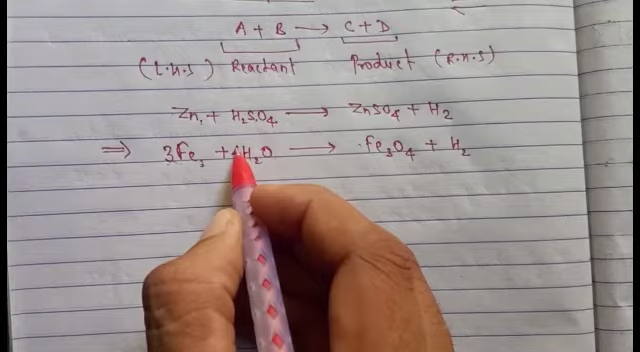 A + B → C + D
(L.H.S) Reactant Product (R.H.S)
Zn, + H₂SO₄ → ZnSO₄ + H₂
⇒ 3Fe, + 4H₂O → Fe₃O₄ + H₂